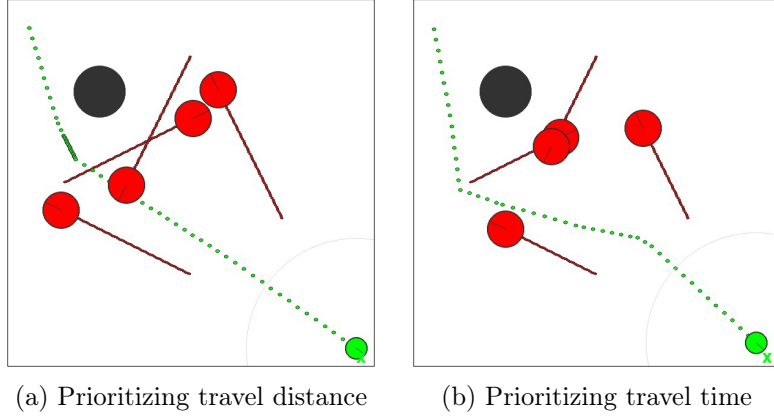 x
x
(a) Prioritizing travel distance
(b) Prioritizing travel time